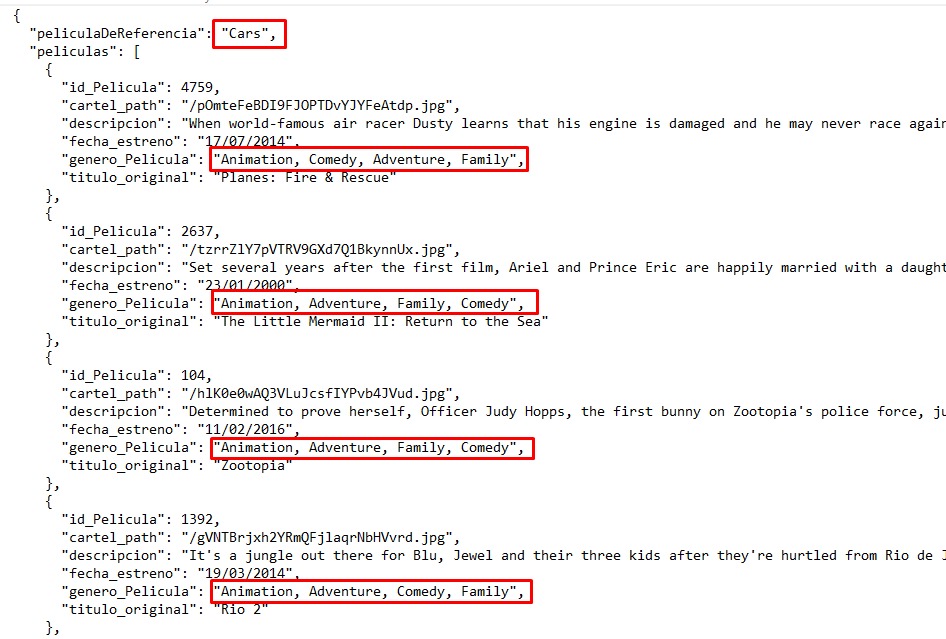 {
"peliculaDeReferencia": "Cars",
"peliculas": [
{
"id_Pelicula": 4759,
"cartel_path": "/pOmteFeBDI9FJOPTDvYJYFeAtdp.jpg",
"descripcion": "When world-famous air racer Dusty learns that his engine is damaged and he may never race again
"fecha_estreno": "17/07/2014",
"genero_Pelicula": "Animation, Comedy, Adventure, Family",
"titulo_original": "Planes: Fire & Rescue"
},
{
"id_Pelicula": 2637,
"cartel_path": "/tzrrZlY7pVTRV9GXd7Q1BkynnUx.jpg",
"descripcion": "Set several years after the first film, Ariel and Prince Eric are happily married with a daught
"fecha_estreno": "23/01/2000",
"genero_Pelicula": "Animation, Adventure, Family, Comedy",
"titulo_original": "The Little Mermaid II: Return to the Sea"
},
{
"id_Pelicula": 104,
"cartel_path": "/hlK0e0wAQ3VLuJcsfIYPvb4JVud.jpg",
"descripcion": "Determined to prove herself, Officer Judy Hopps, the first bunny on Zootopia's police force, ju
"fecha_estreno": "11/02/2016",
"genero_Pelicula": "Animation, Adventure, Family, Comedy",
"titulo_original": "Zootopia"
},
{
"id_Pelicula": 1392,
"cartel_path": "/gVNTBrjxh2YRmQFjlaqrNbHVvrd.jpg",
"descripcion": "It's a jungle out there for Blu, Jewel and their three kids after they're hurtled from Rio de
"fecha_estreno": "19/03/2014",
"genero_Pelicula": "Animation, Adventure, Comedy, Family",
"titulo_original": "Rio 2"
},